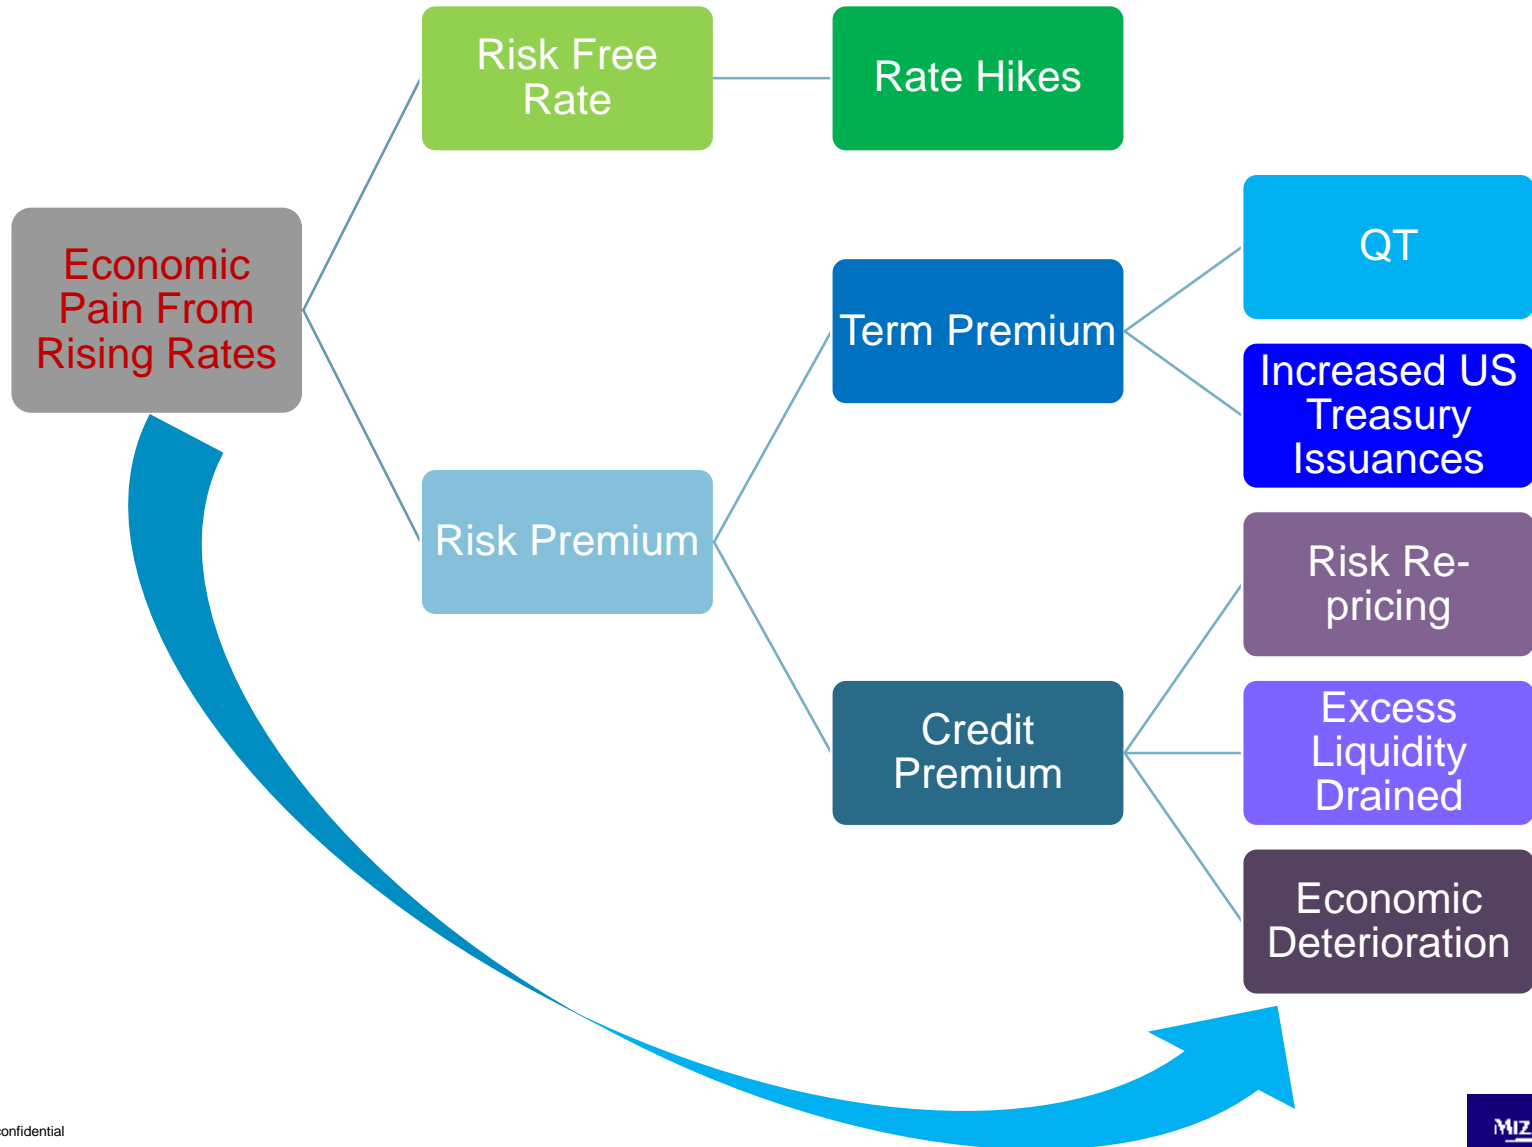 Risk Free
Rate
Rate Hikes
Economic
Pain From
Rising Rates
QT
Term Premium
Increased US
Treasury
Issuances
Risk Premium
Risk Re-
pricing
Credit
Premium
Excess
Liquidity
Drained
Economic
Deterioration
onfidential
MIZ